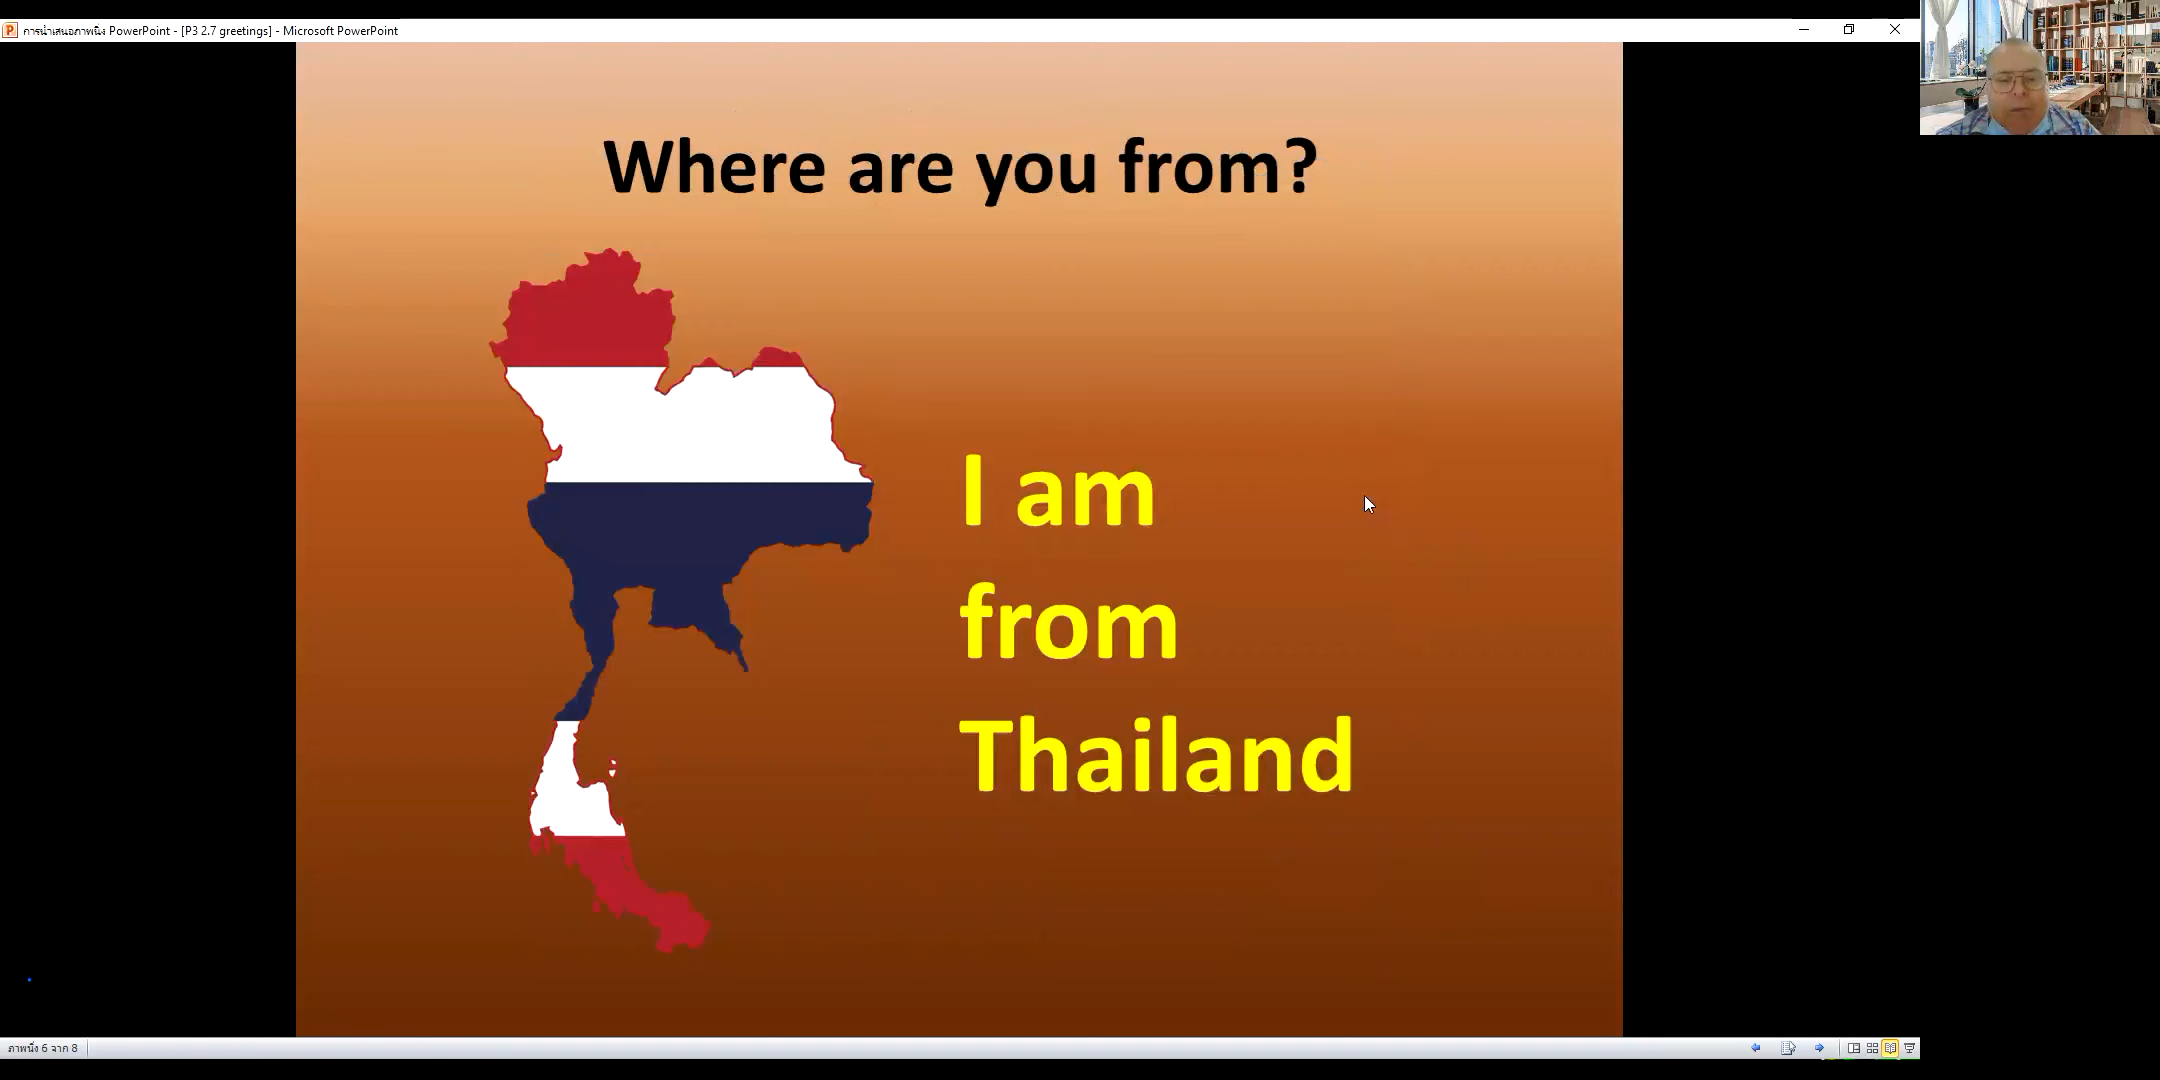 การนำเสนอภาพนิ่ง PowerPoint - [P3 2.7 greetings] - Microsoft PowerPoint
Where are you from?
I am
from
Thailand
ภาพนิ่ง 6 จาก 8